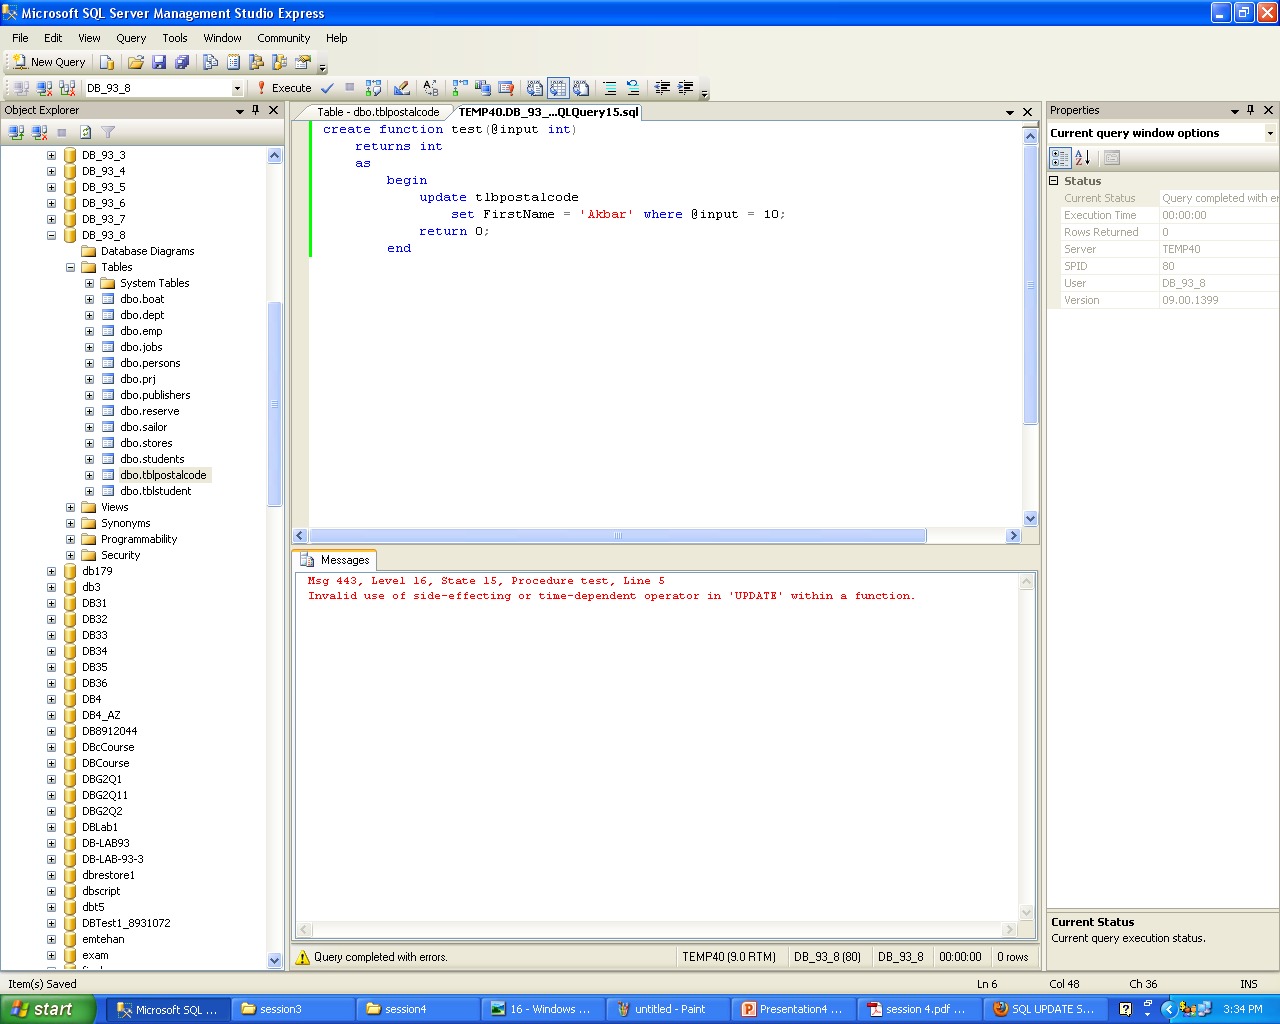 Microsoft SQL Server Management Studio Express
File Edit View Query Tools Window Community Help
New Query
DB_93_8 Execute
Object Explorer
DB_93_3
DB_93_4
DB_93_5
DB_93_6
DB_93_7
DB_93_8
Database Diagrams
Tables
System Tables
dbo.boat
dbo.dept
dbo.emp
dbo.jobs
dbo.persons
dbo.prj
dbo.publishers
dbo.reserve
dbo.sailor
dbo.stores
dbo.students
dbo.tblpostalcode
dbo.tblstudent
Views
Synonyms
Programmability
Security
db179
db3
DB31
DB32
DB33
DB34
DB35
DB36
DB4
DB4_AZ
DB8912044
DBcCourse
DBCourse
DBG2Q1
DBG2Q11
DBG2Q2
DBLab1
DB-LAB93
DB-LAB-93-3
dbrestore1
dbscript
dbt5
DBTest1_8931072
emtehan
exam
Table - dbo.tblpostalcode TEMP40.DB_93_...QLQuery15.sql
create function test(@input int)
returns int
as
begin
update tlbpostalcode
set FirstName = 'Akbar' where @input = 10;
return 0;
end
Messages
Msg 443, Level 16, State 15, Procedure test, Line 5
Invalid use of side-effecting or time-dependent operator in 'UPDATE' within a function.
Query completed with errors. TEMP40 (9.0 RTM) DB_93_8 (80) DB_93_8 00:00:00 0 rows
Properties
Current query window options
Status
Current Status Query completed with er
Execution Time 00:00:00
Rows Returned 0
Server TEMP40
SPID 80
User DB_93_8
Version 09.00.1399
Current Status
Current query execution status.
Item(s) Saved Ln 6 Col 48 Ch 36 INS
start Microsoft SQL ... session3 session4 16 - Windows ... untitled - Paint Presentation4 ... session 4.pdf ... SQL UPDATE S... 3:34 PM